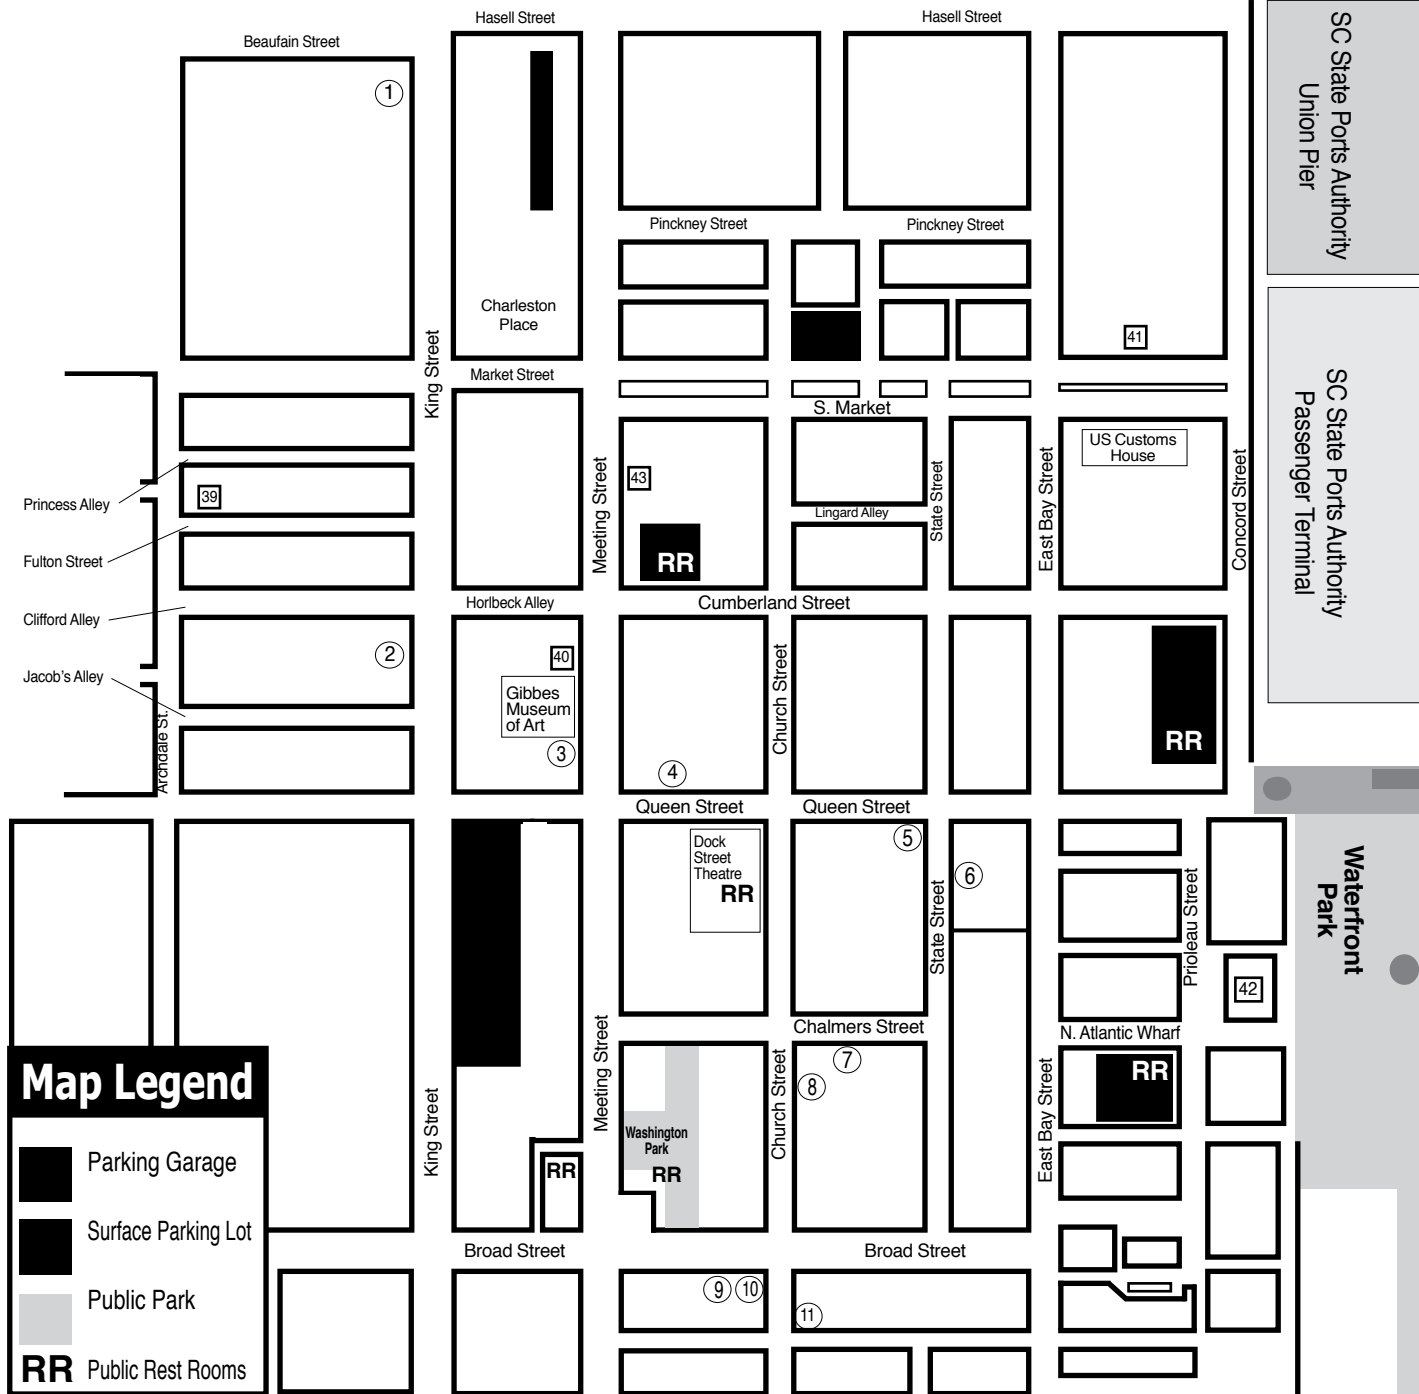 Hasell Street
Hasell Street
Beaufain Street
1
SC State Ports Authority
Union Pier
Pinckney Street
Pinckney Street
Charleston
Place
41
King Street
Market Street
S. Market
SC State Ports Authority
Passenger Terminal
US Customs
House
Meeting Street
43
State Street
East Bay Street
Concord Street
Princess Alley
39
Lingard Alley
Fulton Street
RR
Horlbeck Alley
Cumberland Street
Clifford Alley
2
40
Church Street
Jacob's Alley
Gibbes
Museum
of Art
Archdale St.
3
4
RR
Queen Street
Queen Street
Dock
Street
Theatre
RR
5
6
State Street
Prioleau Street
Waterfront
Park
42
Chalmers Street
N. Atlantic Wharf
Meeting Street
Church Street
7
8
East Bay Street
RR
King Street
Washington
Park
RR
RR
Map Legend
Parking Garage
Surface Parking Lot
Public Park
RR Public Rest Rooms
Broad Street
Broad Street
9
10
11